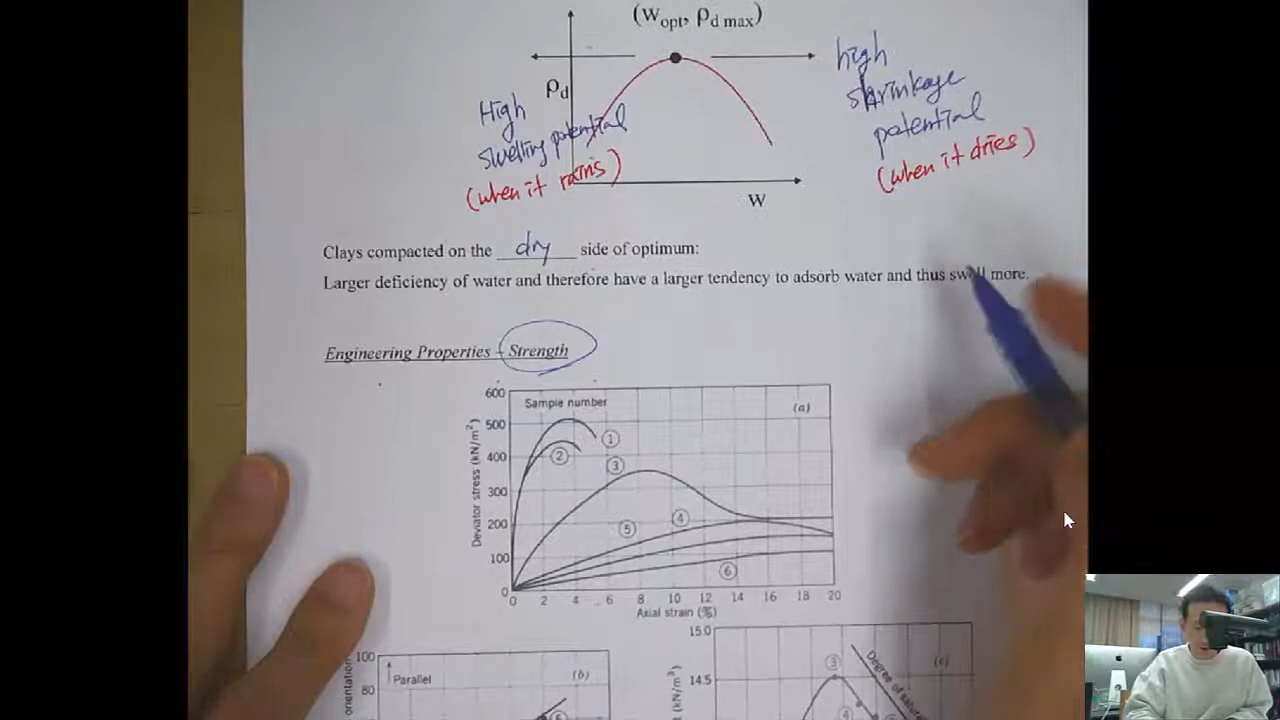 (wopt, ρd max)
ρd
High
swelling potential
(when it rains)
high
shrinkage
potential
(when it dries)
w
Clays compacted on the dry side of optimum:
Larger deficiency of water and therefore have a larger tendency to adsorb water and thus swell more.
Engineering Properties - Strength
600
500
400
300
200
100
0
Deviator stress (kN/m²)
Sample number
(a)
1
2
3
4
5
6
0 2 4 6 8 10 12 14 16 18 20
Axial strain (%)
100
80
orientation
Parallel
(b)
15.0
14.5
3
4
(c)